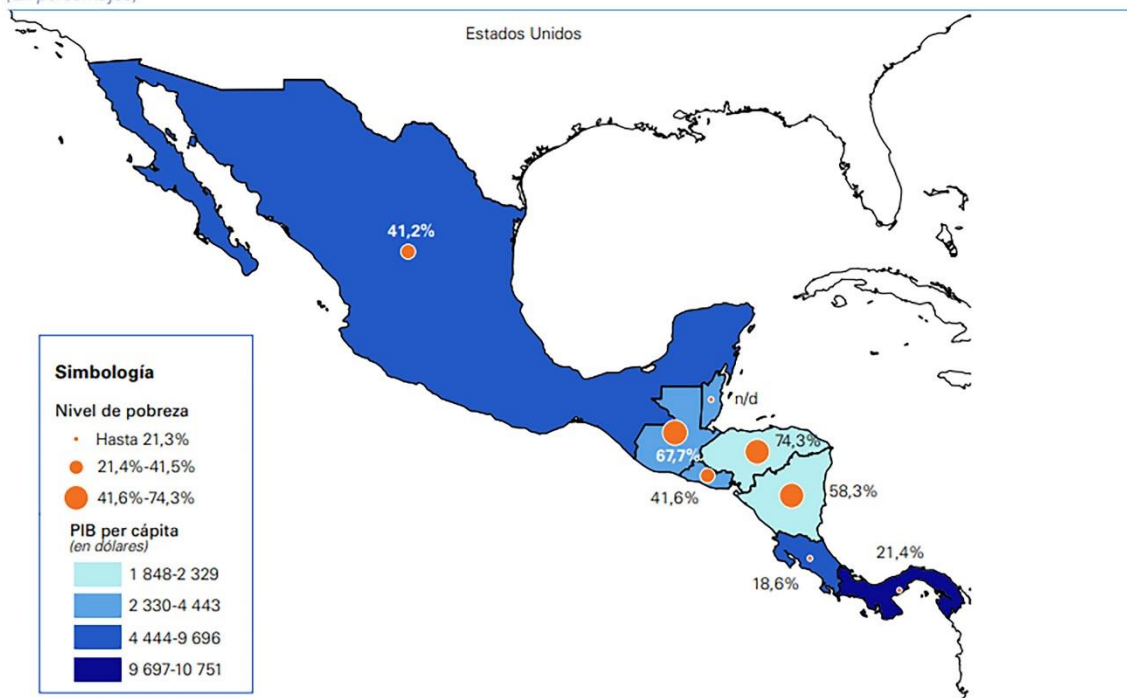 Estados Unidos
41,2%
n/d
74,3%
67,7%
41,6%
58,3%
21,4%
18,6%
Simbología
Nivel de pobreza
Hasta 21,3%
21,4%-41,5%
41,6%-74,3%
PIB per cápita
(en dólares)
1 848-2 329
2 330-4 443
4 444-9 696
9 697-10 751